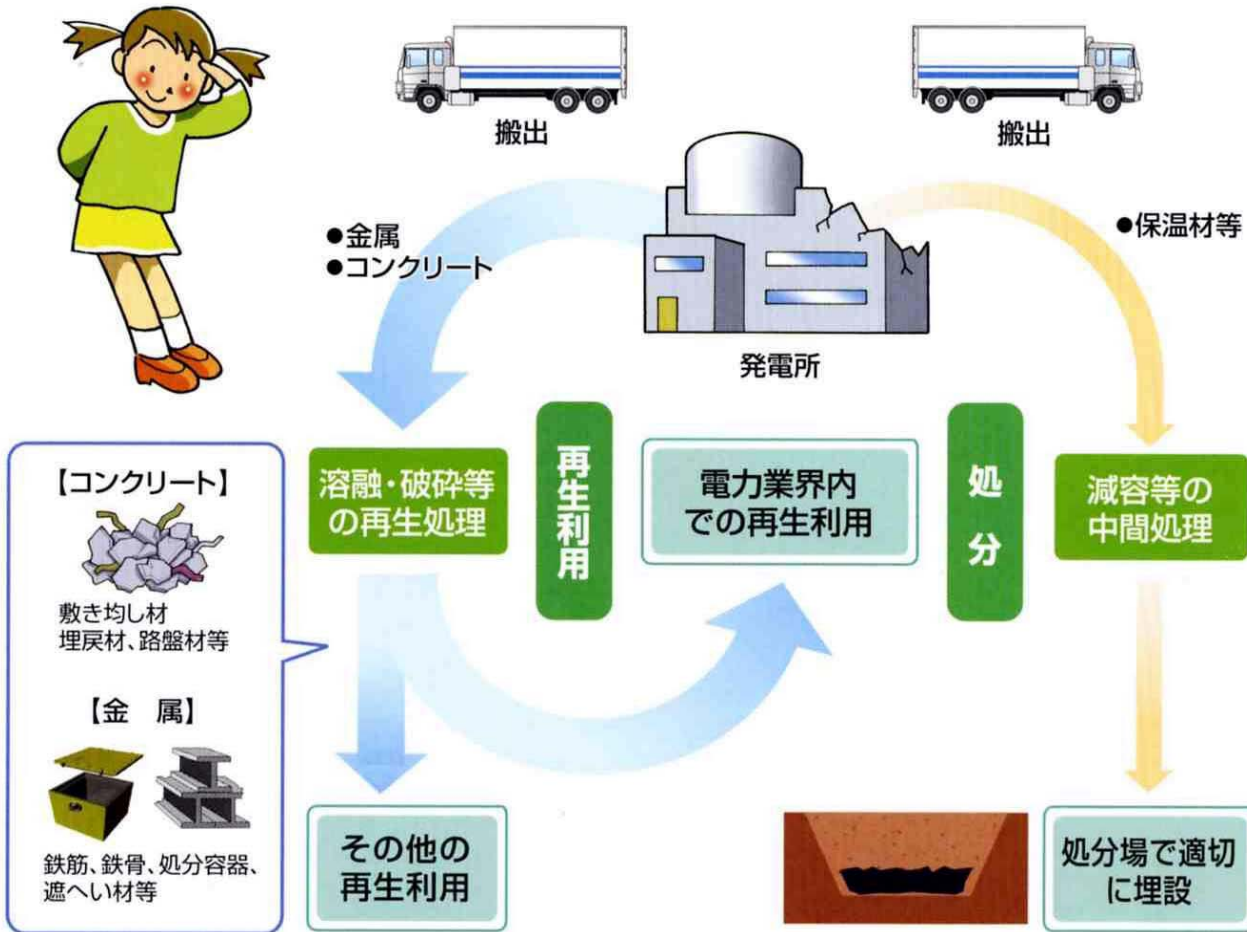 搬出
搬出
●金属
●コンクリート
●保温材等
発電所
溶融・破砕等
の再生処理
再生利用
電力業界内
での再生利用
処分
減容等の
中間処理
【コンクリート】
敷き均し材
埋戻材、路盤材等
【金　属】
鉄筋、鉄骨、処分容器、
遮へい材等
その他の
再生利用
処分場で適切
に埋設